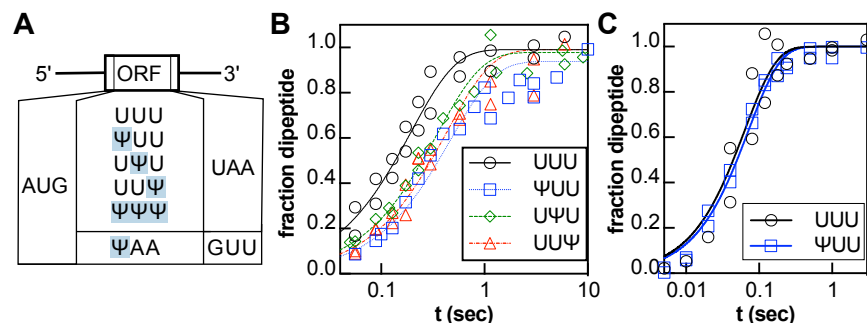 A
5' ORF 3'
AUG
UUU
ΨUU
UΨU
UUΨ
ΨΨΨ
UAA
ΨAA
GUU
B
fraction dipeptide
1.0
0.8
0.6
0.4
0.2
0.0
0.1
1
10
t (sec)
UUU
ΨUU
UΨU
UUΨ
C
fraction dipeptide
1.0
0.8
0.6
0.4
0.2
0.0
0.01
0.1
1
t (sec)
UUU
ΨUU